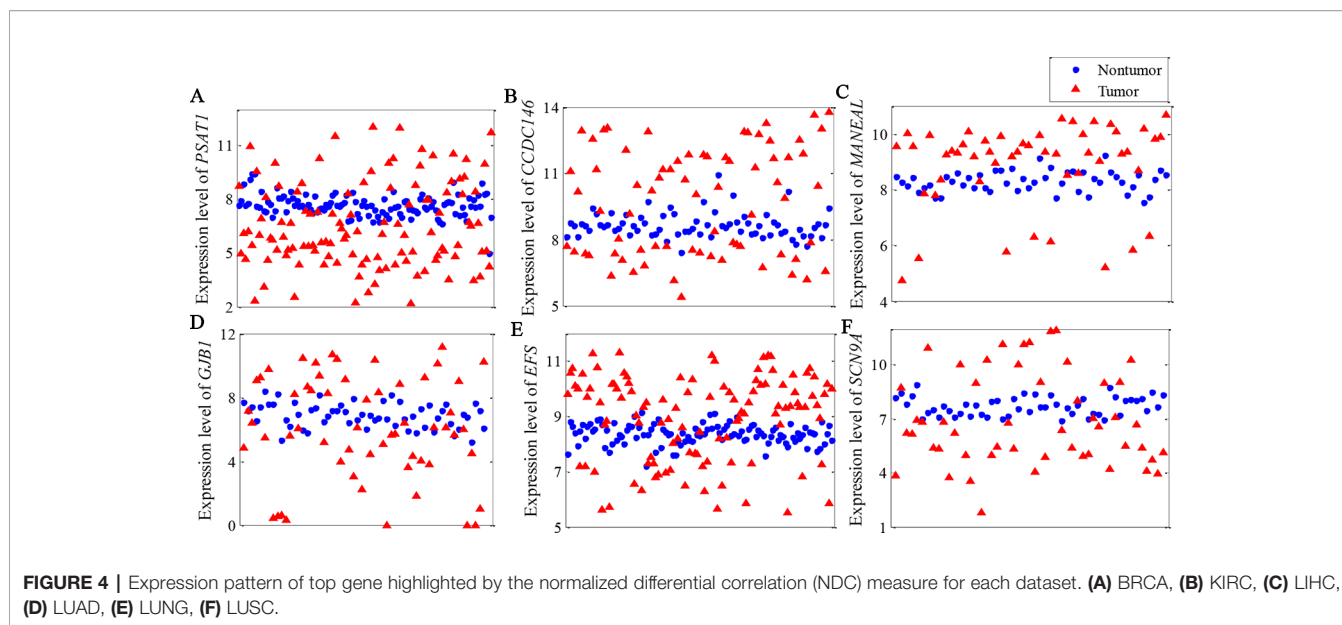 Nontumor
Tumor
A
Expression level of PSAT1
11
8
5
2
B
Expression level of CCDC146
14
11
8
5
C
Expression level of MANEAL
10
8
6
4
D
Expression level of GJB1
12
8
4
0
E
Expression level of EFS
11
9
7
5
F
Expression level of SCN9A
10
7
4
1
FIGURE 4 | Expression pattern of top gene highlighted by the normalized differential correlation (NDC) measure for each dataset. (A) BRCA, (B) KIRC, (C) LIHC,
(D) LUAD, (E) LUNG, (F) LUSC.